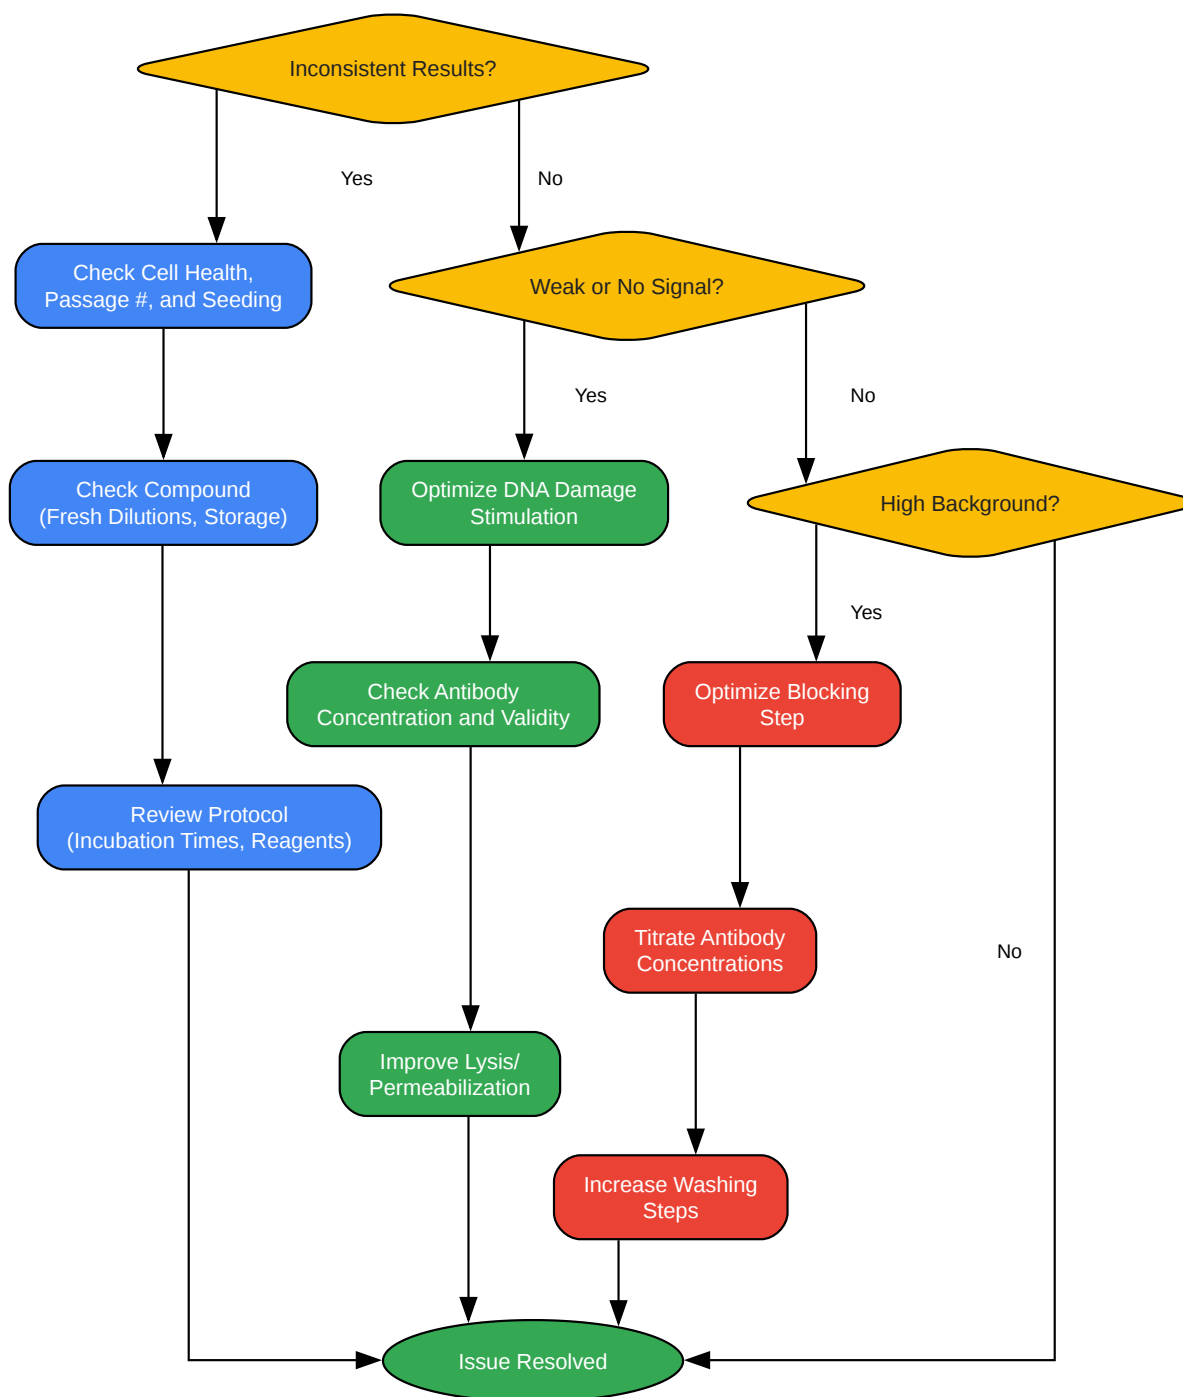 Inconsistent Results?
Yes
No
Check Cell Health,
Passage #, and Seeding
Weak or No Signal?
Yes
No
Check Compound
(Fresh Dilutions, Storage)
Optimize DNA Damage
Stimulation
High Background?
Yes
Check Antibody
Concentration and Validity
Optimize Blocking
Step
Review Protocol
(Incubation Times, Reagents)
Titrate Antibody
Concentrations
No
Improve Lysis/
Permeabilization
Increase Washing
Steps
Issue Resolved